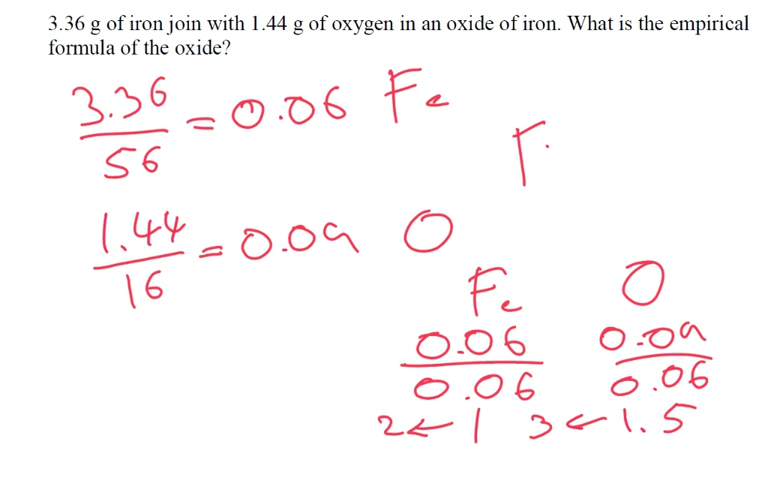 3.36 g of iron join with 1.44 g of oxygen in an oxide of iron. What is the empirical
formula of the oxide?
3.36
56
= 0.06 Fe
1.44
16
= 0.09 O
Fe O
0.06 0.09
0.06 0.06
2 ← 1 3 ← 1.5